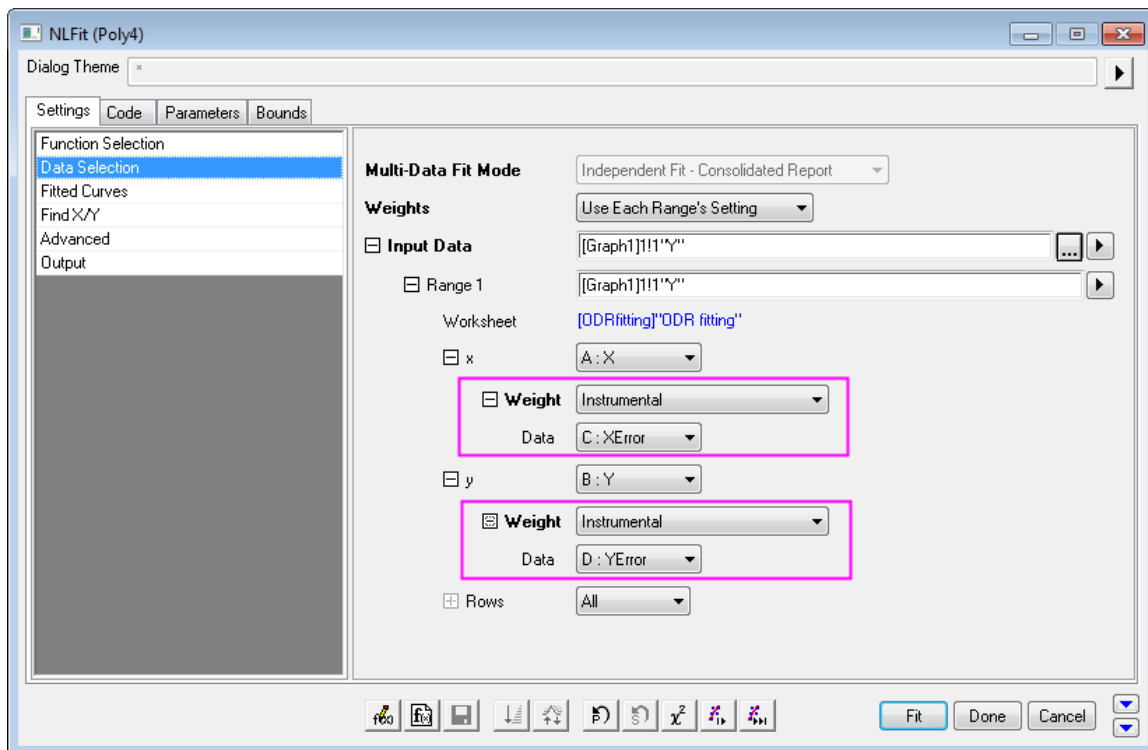 NLFit (Poly4)
Dialog Theme *
Settings Code Parameters Bounds
Function Selection
Data Selection
Fitted Curves
Find X/Y
Advanced
Output
Multi-Data Fit Mode Independent Fit - Consolidated Report
Weights Use Each Range's Setting
Input Data [Graph1]1!1"Y" ...
Range 1 [Graph1]1!1"Y"
Worksheet [ODRfitting]"ODR fitting"
x A : X
Weight Instrumental
Data C : XError
y B : Y
Weight Instrumental
Data D : YError
Rows All
Fit Done Cancel